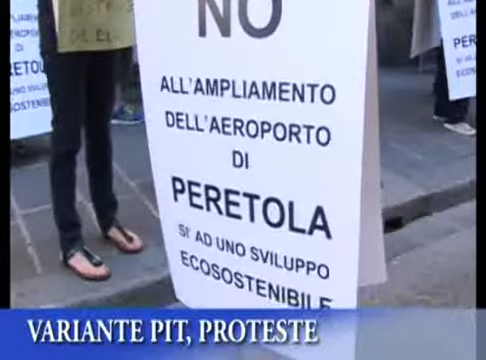 NO
ALL'AMPLIAMENTO
DELL'AEROPORTO
DI
PERETOLA
SI' AD UNO SVILUPPO
ECOSOSTENIBILE
VARIANTE PIT, PROTESTE